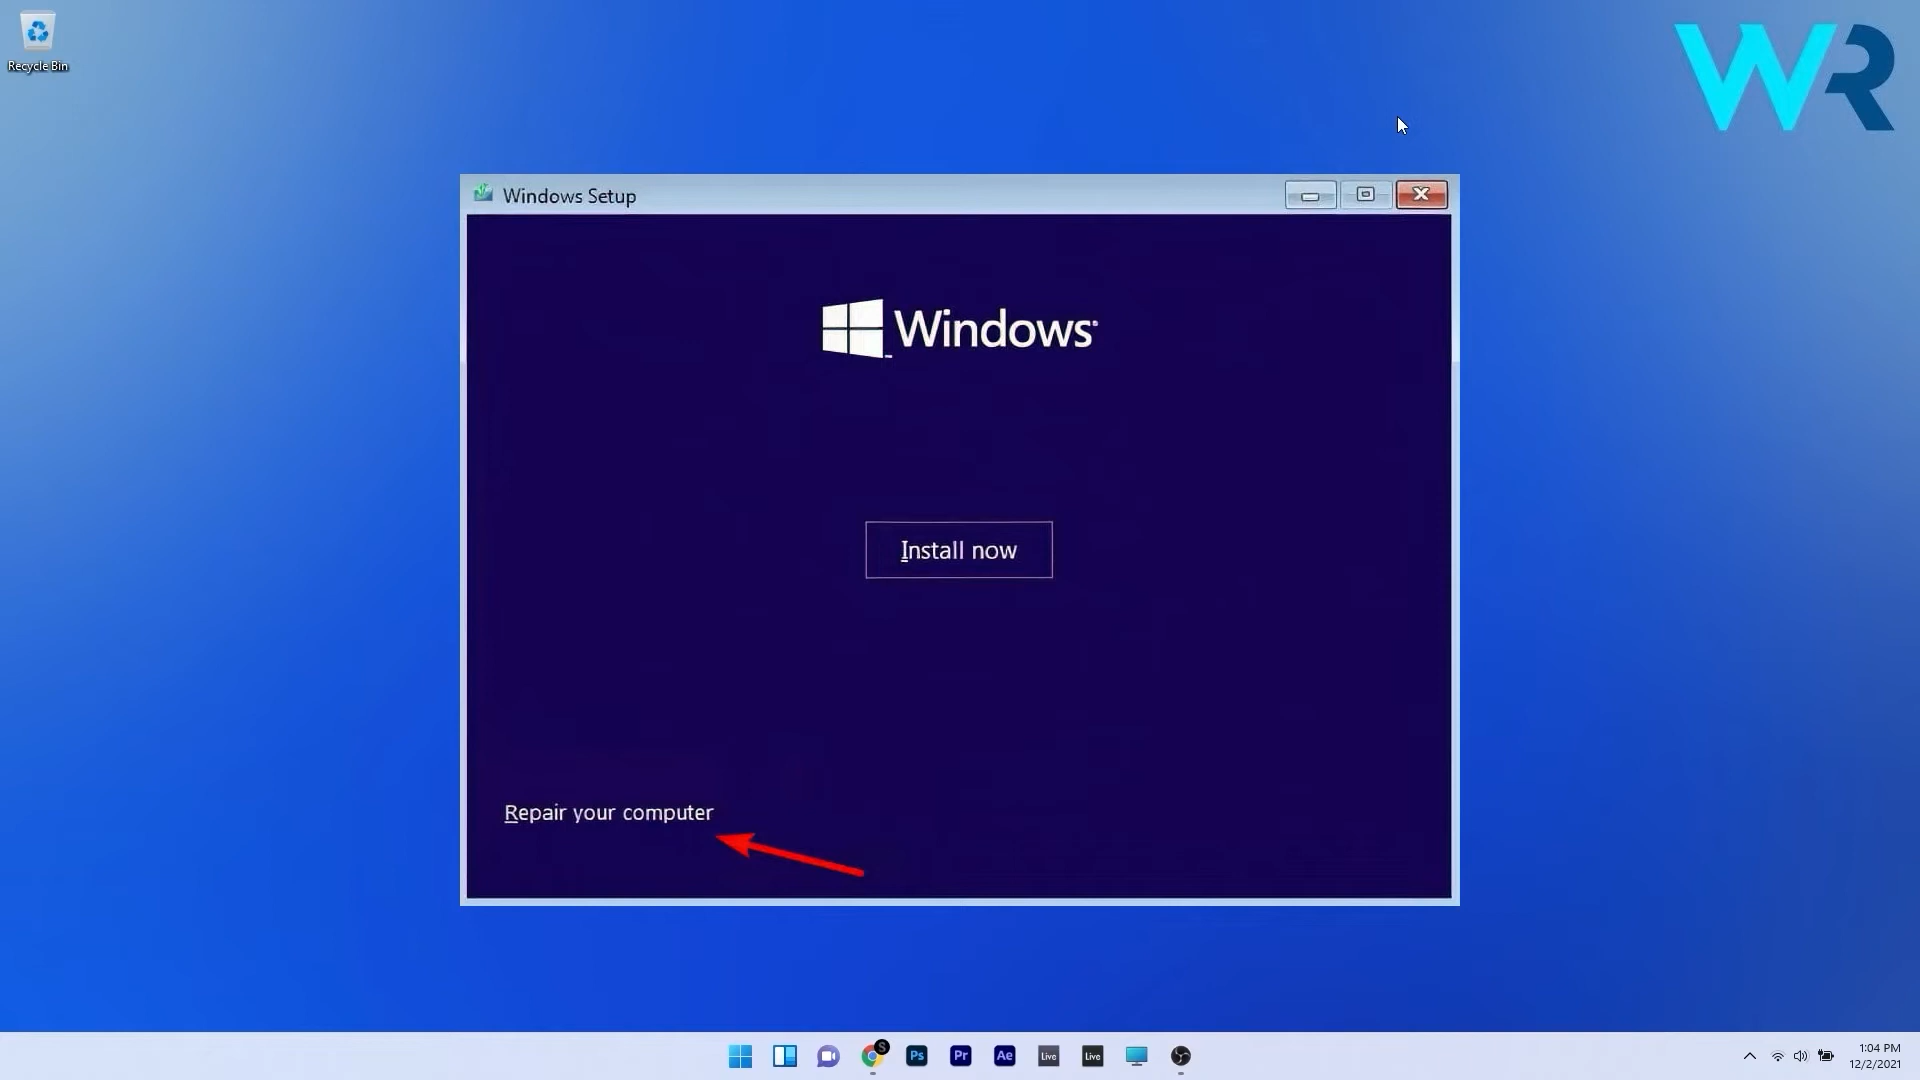 Recycle Bin
WR
Windows Setup
Windows
Install now
Repair your computer
S
Ps
Pr
Ae
Live
Live
1:04 PM
12/2/2021